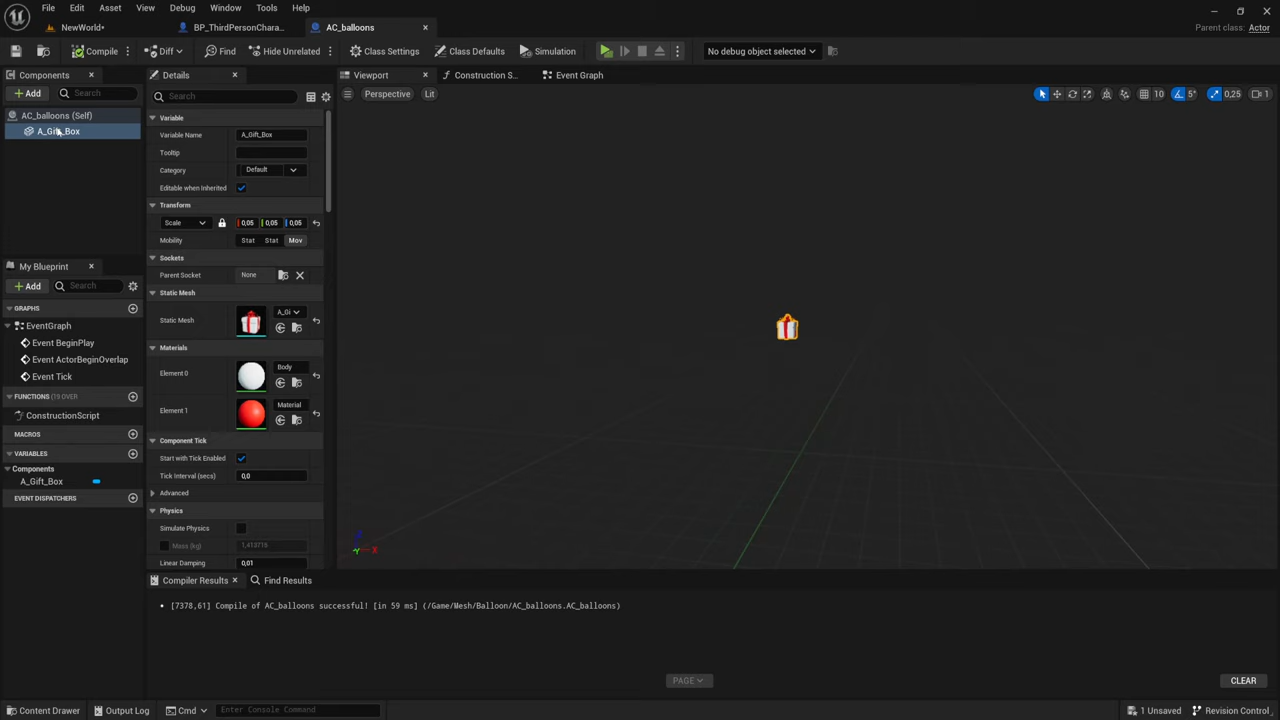 File Edit Asset View Debug Window Tools Help
NewWorld• BP_ThirdPersonChara… AC_balloons
Parent class: Actor
Compile Diff Find Hide Unrelated Class Settings Class Defaults Simulation No debug object selected
Components Details Viewport Construction S… Event Graph
Add Search Search Perspective Lit 10 5° 0,25 1
AC_balloons (Self)
A_Gift_Box
Variable
Variable Name A_Gift_Box
Tooltip
Category Default
Editable when Inherited
Transform
Scale 0,05 0,05 0,05
Mobility Stat Stat Mov
Sockets
Parent Socket None
Static Mesh
Static Mesh A_Gi
Materials
Element 0 Body
Element 1 Material
Component Tick
Start with Tick Enabled
Tick Interval (secs) 0,0
Advanced
Physics
Simulate Physics
Mass (kg) 1,413716
Linear Damping 0,01
My Blueprint
Add Search
GRAPHS
EventGraph
Event BeginPlay
Event ActorBeginOverlap
Event Tick
FUNCTIONS (19 OVER
ConstructionScript
MACROS
VARIABLES
Components
A_Gift_Box
EVENT DISPATCHERS
X
Compiler Results Find Results
• [7378,61] Compile of AC_balloons successful! [in 59 ms] (/Game/Mesh/Balloon/AC_balloons.AC_balloons)
PAGE CLEAR
Content Drawer Output Log Cmd Enter Console Command 1 Unsaved Revision Control